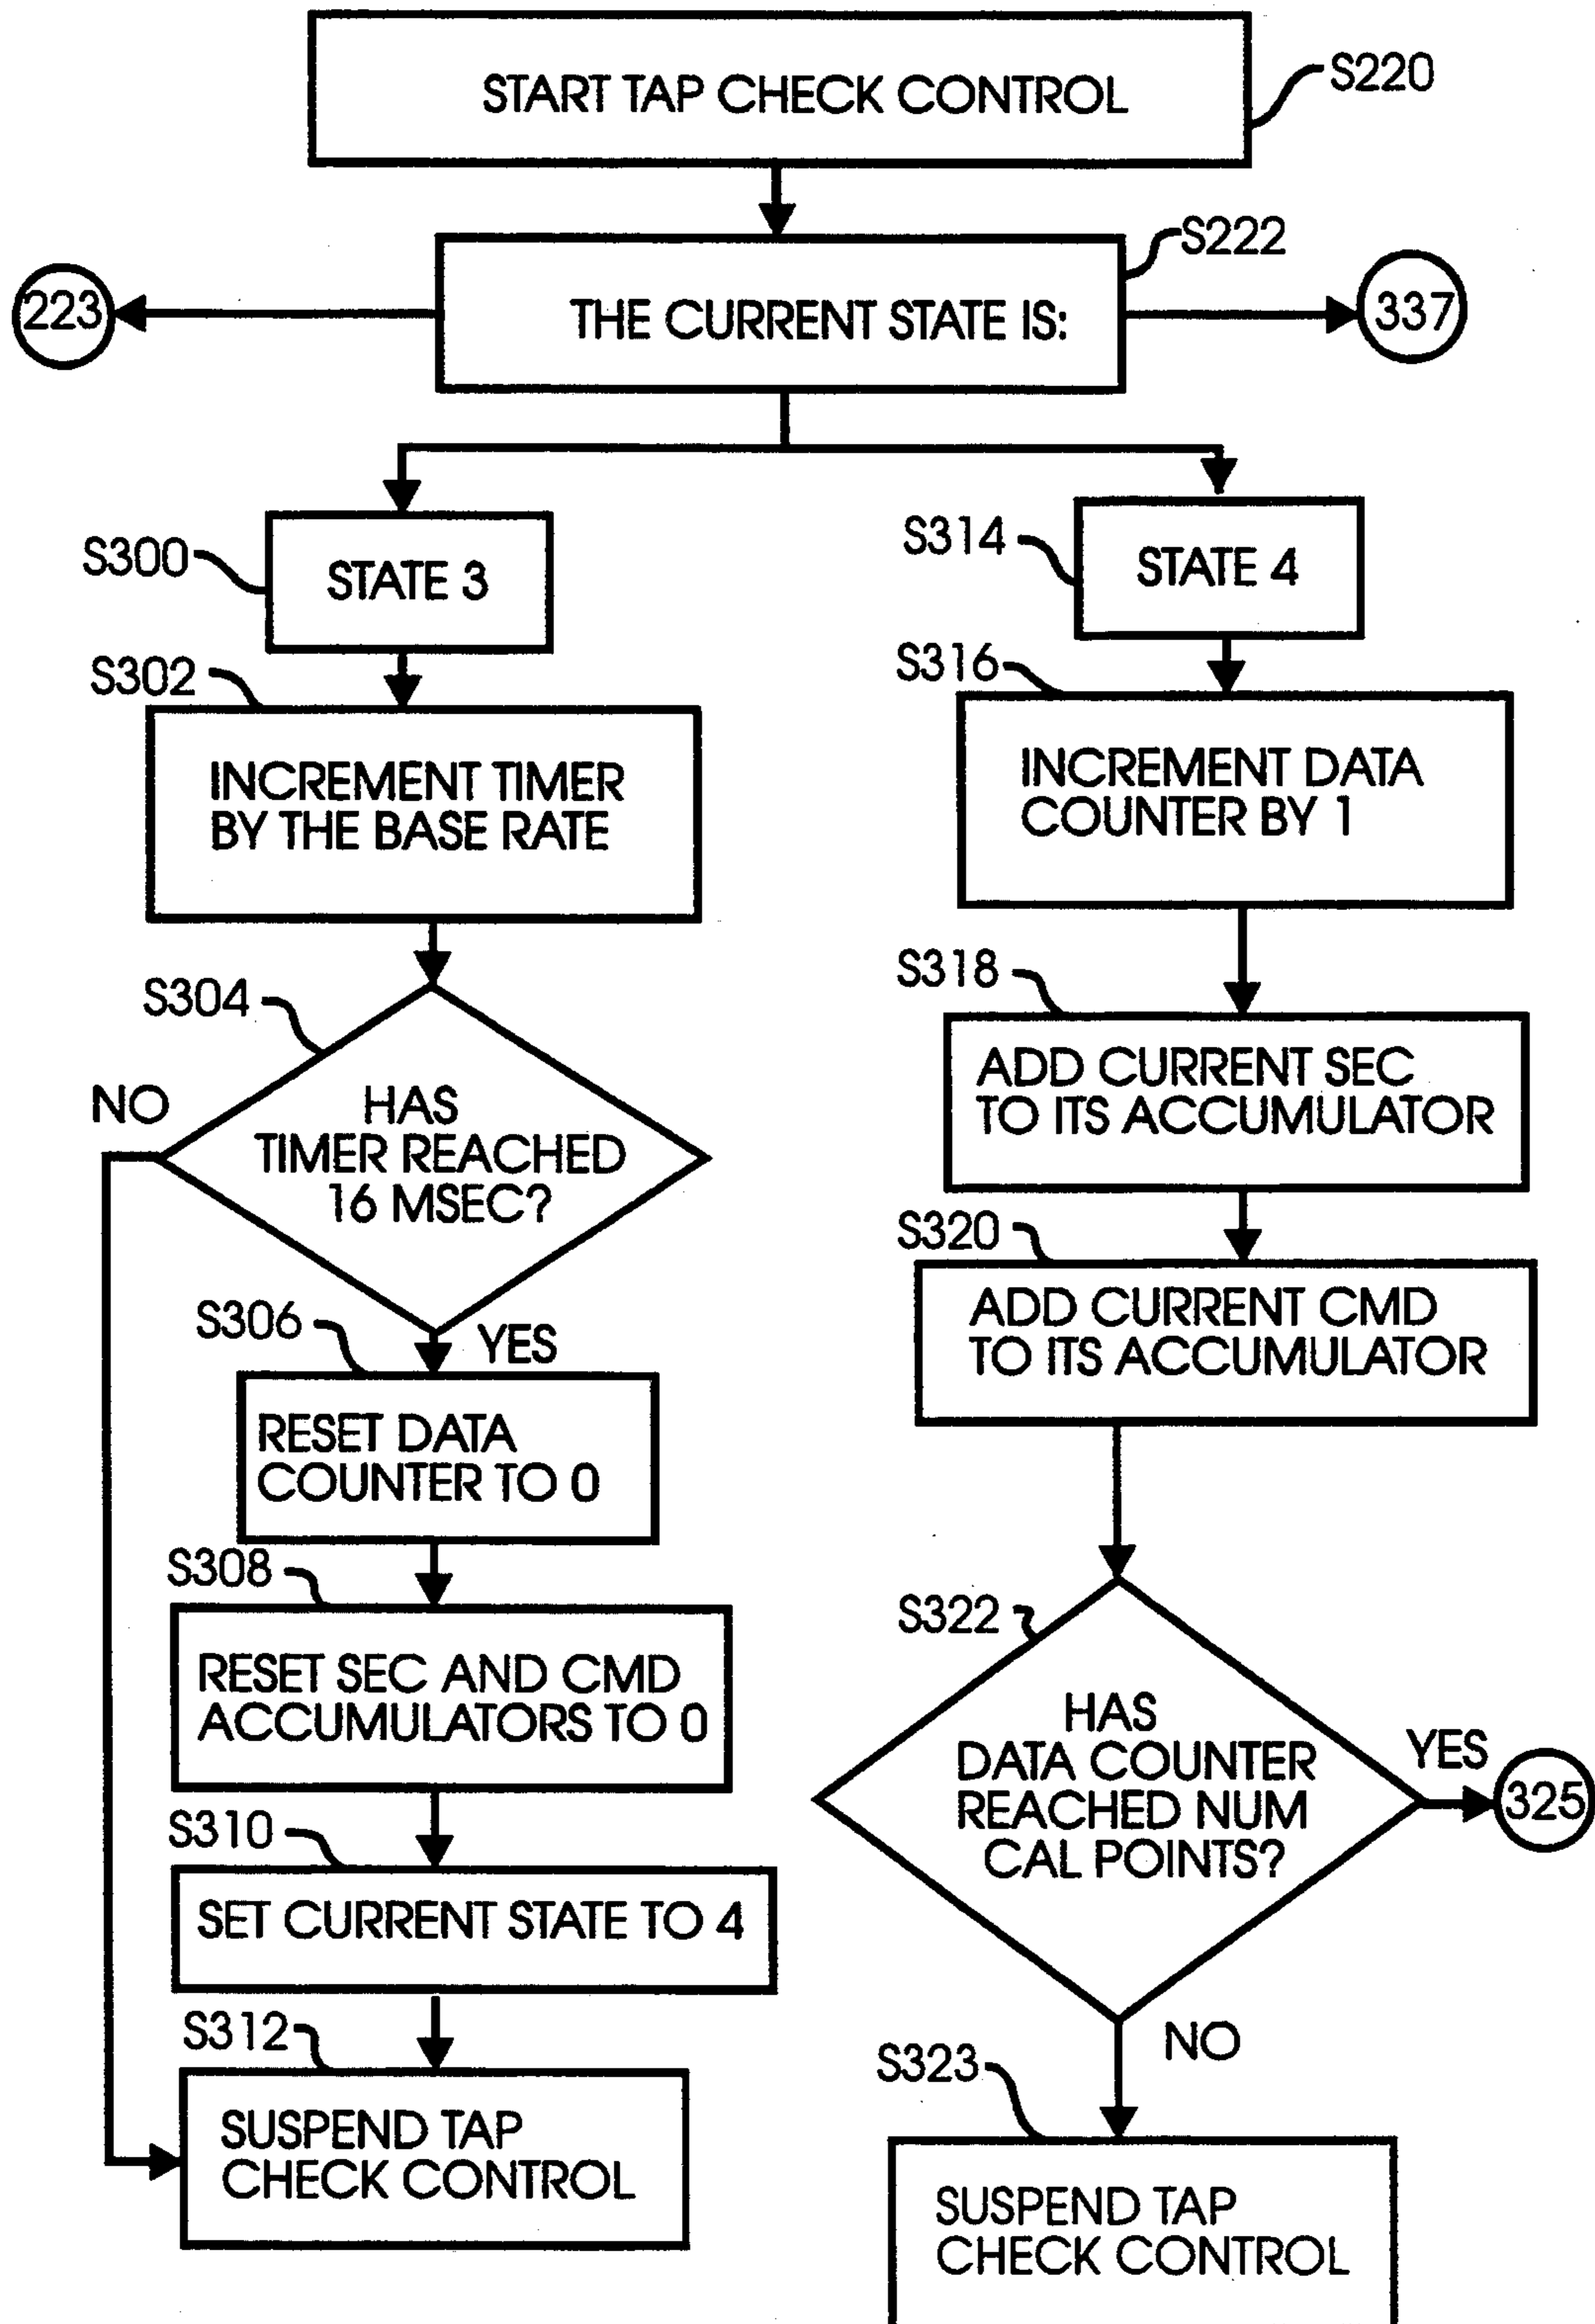 START TAP CHECK CONTROL
S220
S222
223
THE CURRENT STATE IS:
337
S300
STATE 3
S314
STATE 4
S302
INCREMENT TIMER
BY THE BASE RATE
S316
INCREMENT DATA
COUNTER BY 1
S304
NO
HAS
TIMER REACHED
16 MSEC?
YES
S318
ADD CURRENT SEC
TO ITS ACCUMULATOR
S320
ADD CURRENT CMD
TO ITS ACCUMULATOR
S306
RESET DATA
COUNTER TO 0
S308
RESET SEC AND CMD
ACCUMULATORS TO 0
S310
SET CURRENT STATE TO 4
S312
SUSPEND TAP
CHECK CONTROL
S322
HAS
DATA COUNTER
REACHED NUM
CAL POINTS?
YES
325
NO
S323
SUSPEND TAP
CHECK CONTROL